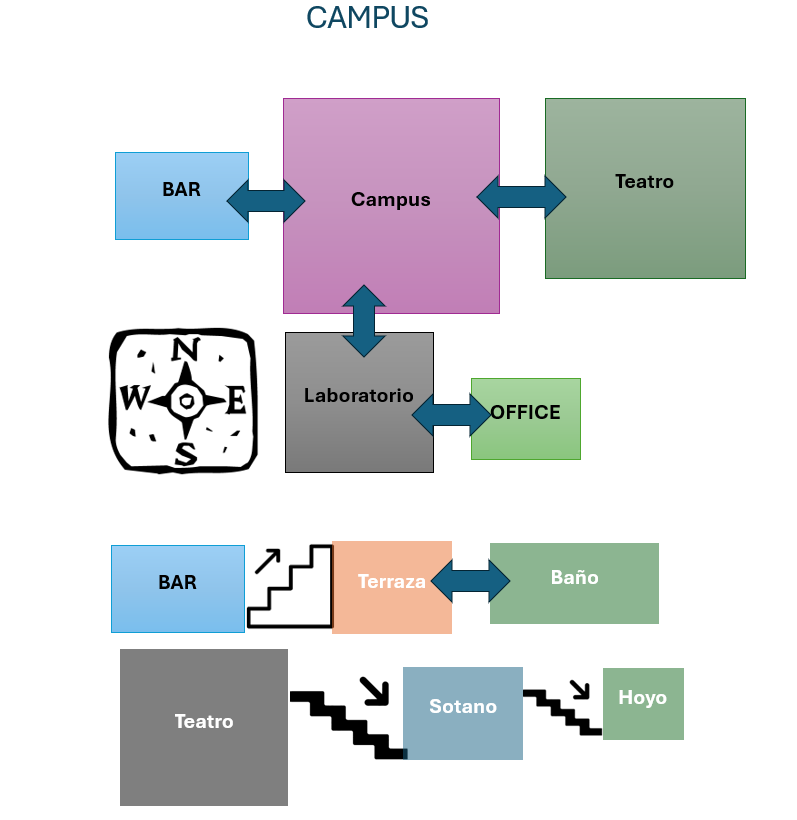 CAMPUS
BAR
Campus
Teatro
N
W
E
S
Laboratorio
OFFICE
BAR
Terraza
Baño
Teatro
Sotano
Hoyo